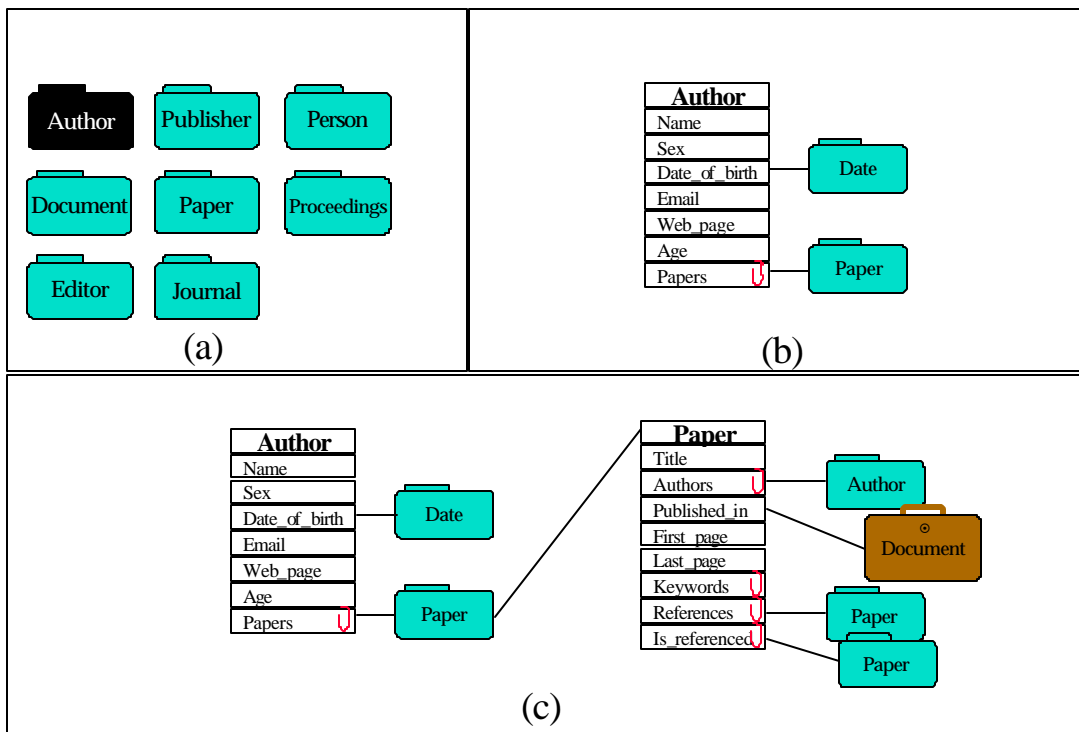 Author
Publisher
Person
Document
Paper
Proceedings
Editor
Journal
(a)
Author
Name
Sex
Date_of_birth
Email
Web_page
Age
Papers
Date
Paper
(b)
Author
Name
Sex
Date_of_birth
Email
Web_page
Age
Papers
Date
Paper
Paper
Title
Authors
Published_in
First_page
Last_page
Keywords
References
Is_referenced
Author
Document
Paper
Paper
(c)